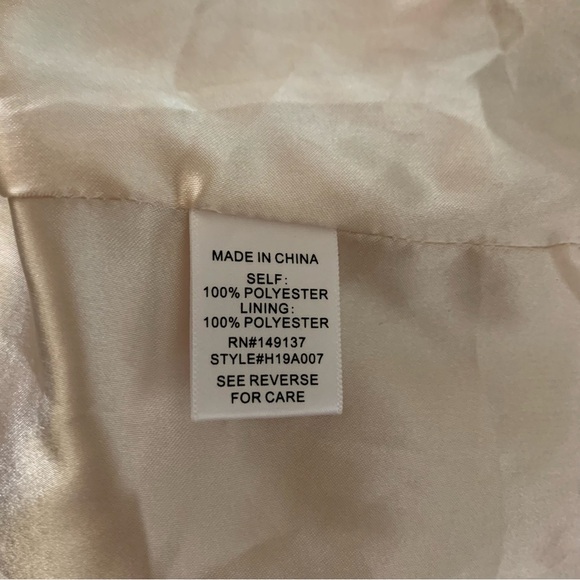 MADE IN CHINA
SELF:
100% POLYESTER
LINING:
100% POLYESTER
RN#149137
STYLE#H19A007
SEE REVERSE
FOR CARE